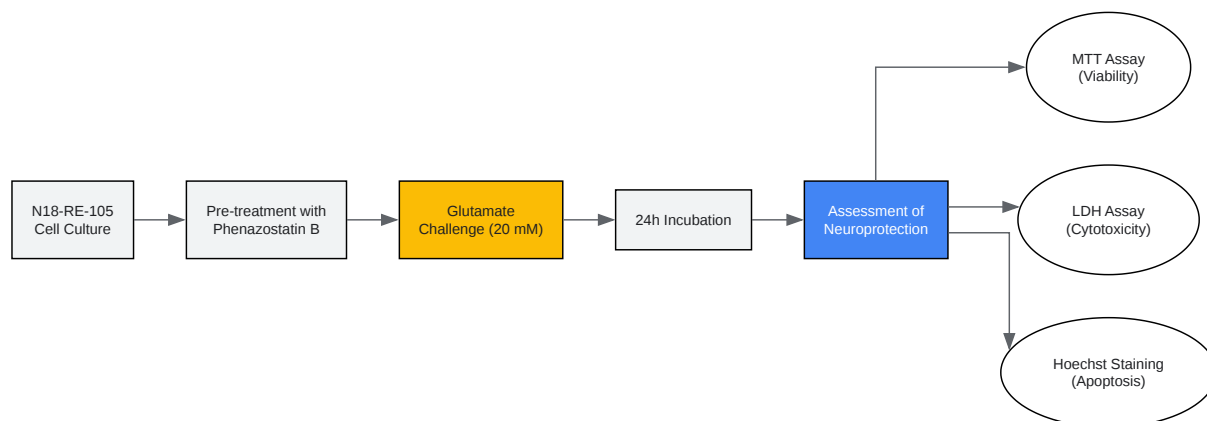 N18-RE-105
Cell Culture
Pre-treatment with
Phenazostatin B
Glutamate
Challenge (20 mM)
24h Incubation
Assessment of
Neuroprotection
MTT Assay
(Viability)
LDH Assay
(Cytotoxicity)
Hoechst Staining
(Apoptosis)